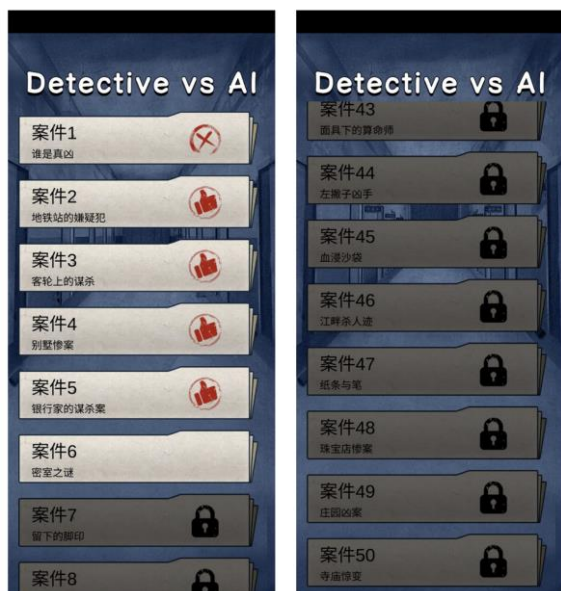 Detective vs AI
案件1
谁是真凶
案件2
地铁站的嫌疑犯
案件3
客轮上的谋杀
案件4
别墅惨案
案件5
银行家的谋杀案
案件6
密室之谜
案件7
留下的脚印
案件8
Detective vs AI
案件43
面具下的算命师
案件44
左撇子凶手
案件45
血浸沙袋
案件46
江畔杀人迹
案件47
纸条与笔
案件48
珠宝店惨案
案件49
庄园凶案
案件50
寺庙惊变